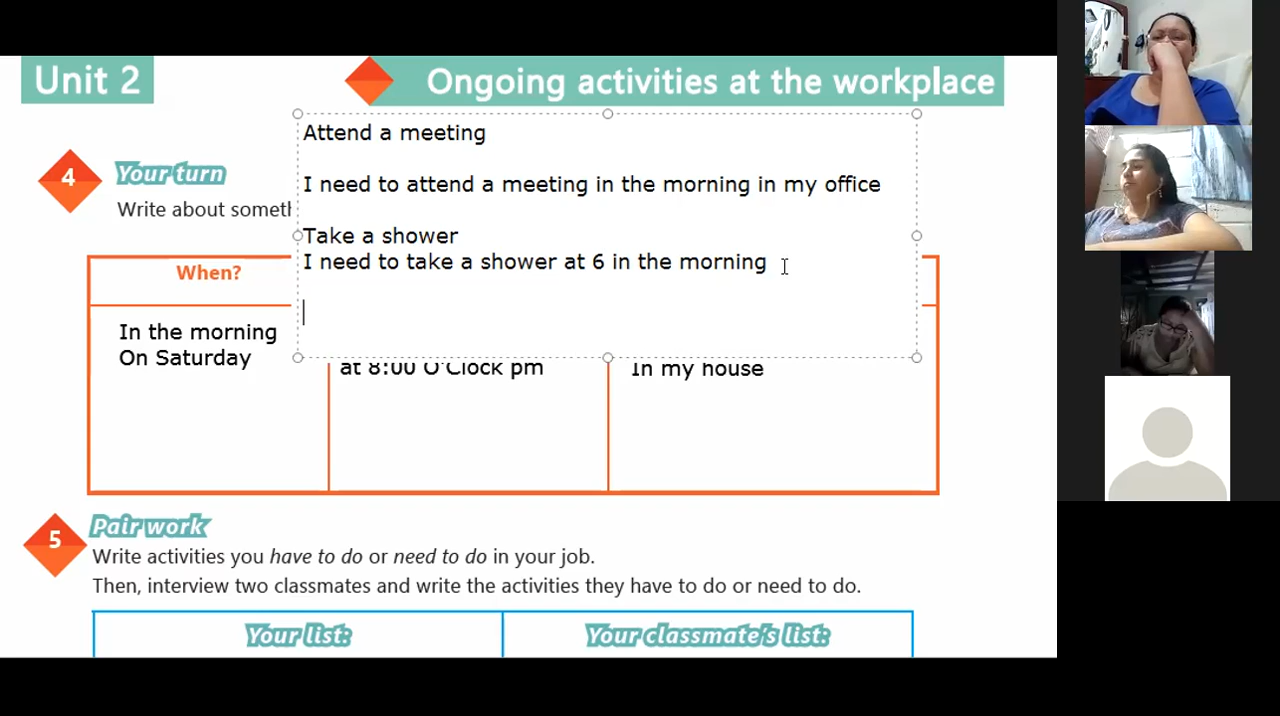 Unit 2
Ongoing activities at the workplace
Attend a meeting
4
Your turn
I need to attend a meeting in the morning in my office
Write about
Take a shower
I need to take a shower at 6 in the morning
When?
In the morning
On Saturday
at 8:00 O'Clock pm
In my house
5
Pair work
Write activities you have to do or need to do in your job.
Then, interview two classmates and write the activities they have to do or need to do.
Your list:
Your classmate's list: